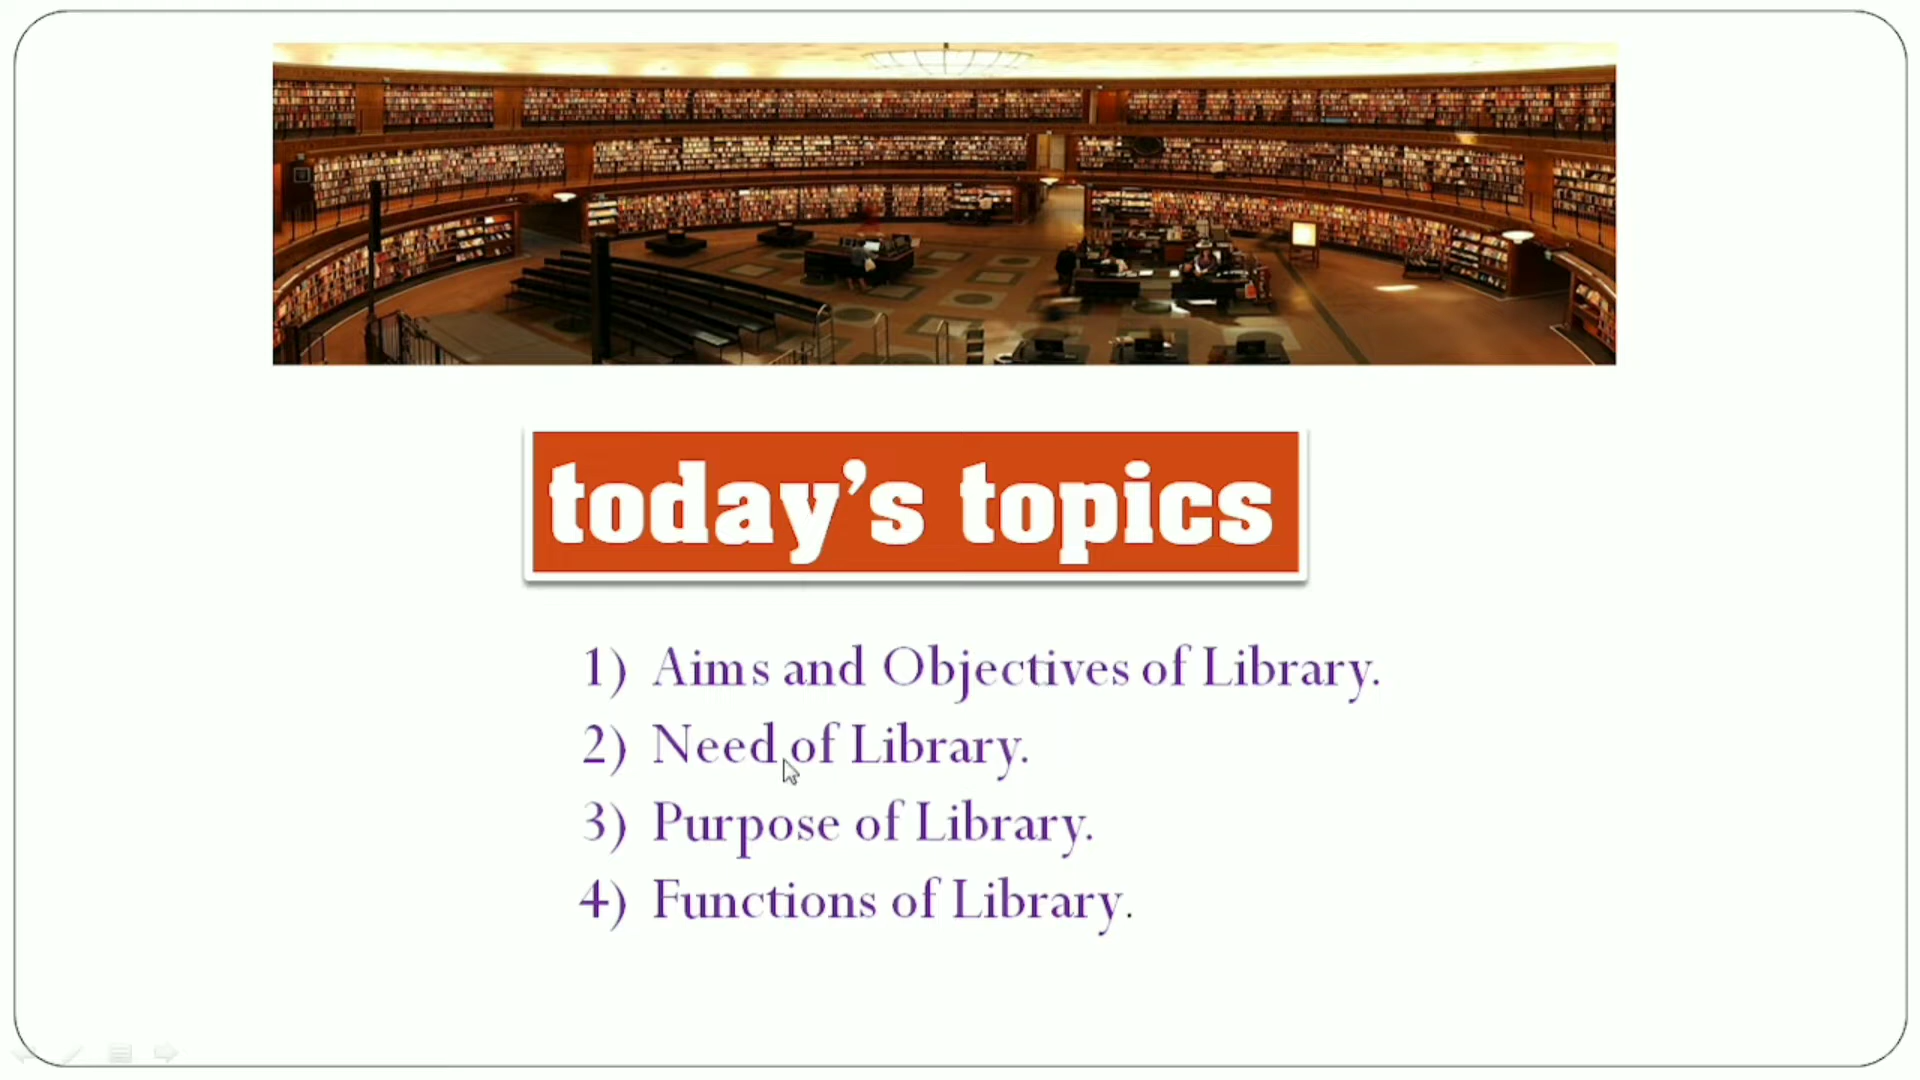 today's topics
1) Aims and Objectives of Library.
2) Need of Library.
3) Purpose of Library.
4) Functions of Library.